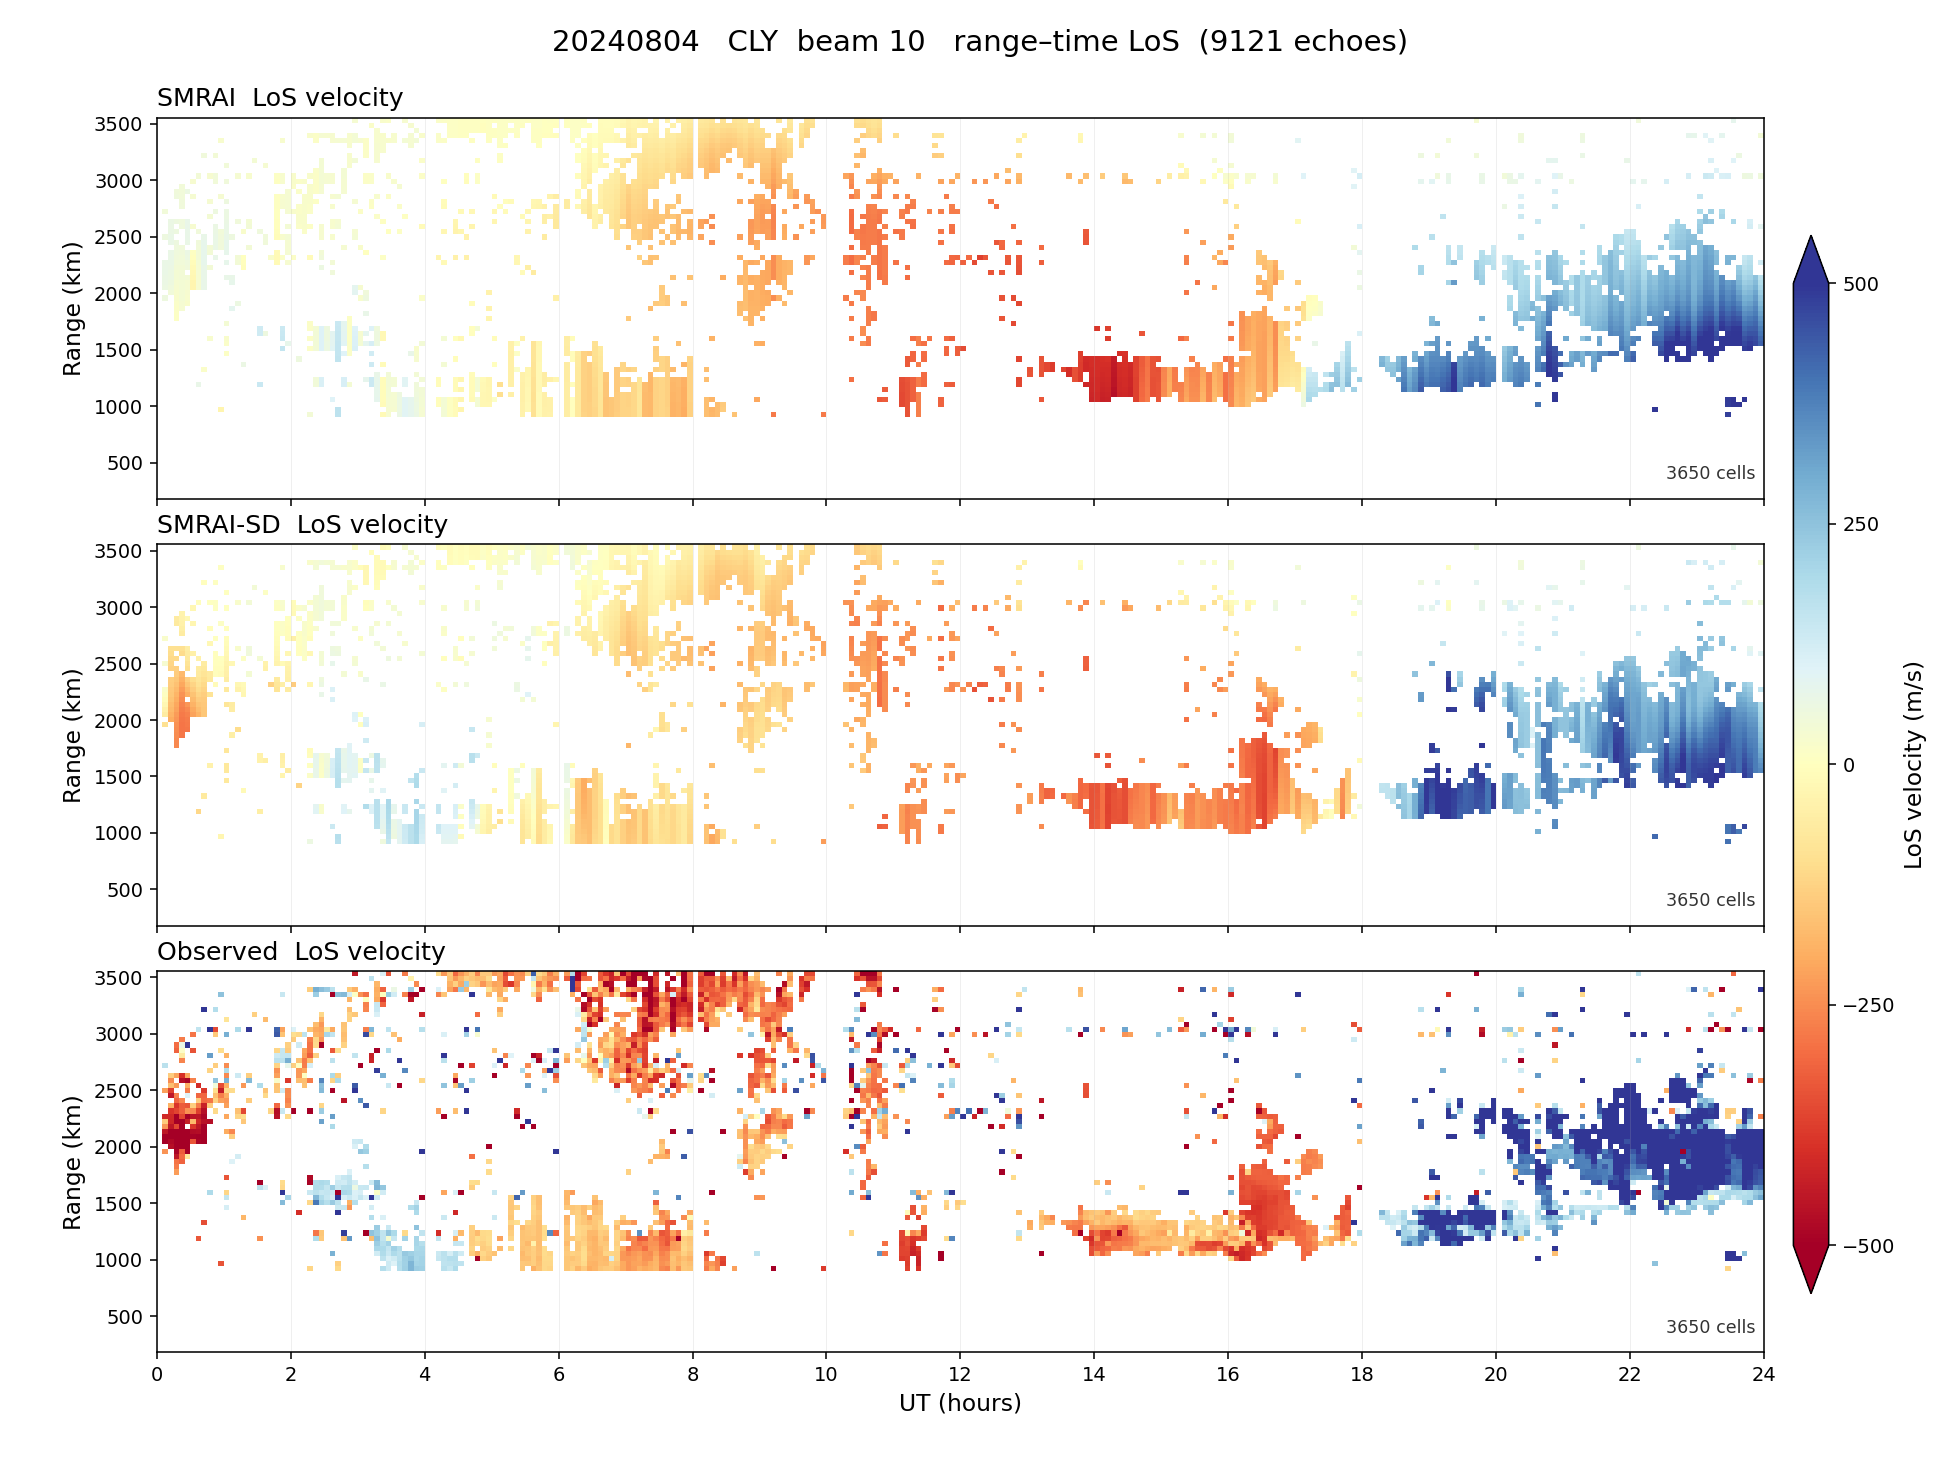 20240804   CLY  beam 10   range–time LoS  (9121 echoes)
SMRAI  LoS velocity
3500
3000
2500
2000
1500
1000
500
Range (km)
3650 cells
SMRAI-SD  LoS velocity
3500
3000
2500
2000
1500
1000
500
Range (km)
3650 cells
Observed  LoS velocity
3500
3000
2500
2000
1500
1000
500
Range (km)
3650 cells
0 2 4 6 8 10 12 14 16 18 20 22 24
UT (hours)
500
250
0
−250
−500
LoS velocity (m/s)